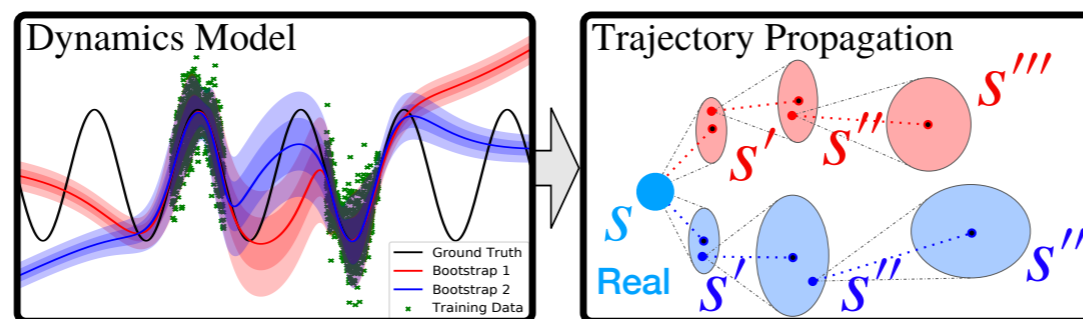 Dynamics Model
Ground Truth
Bootstrap 1
Bootstrap 2
Training Data
Trajectory Propagation
S'
S''
S'''
S
Real
S'
S''
S''